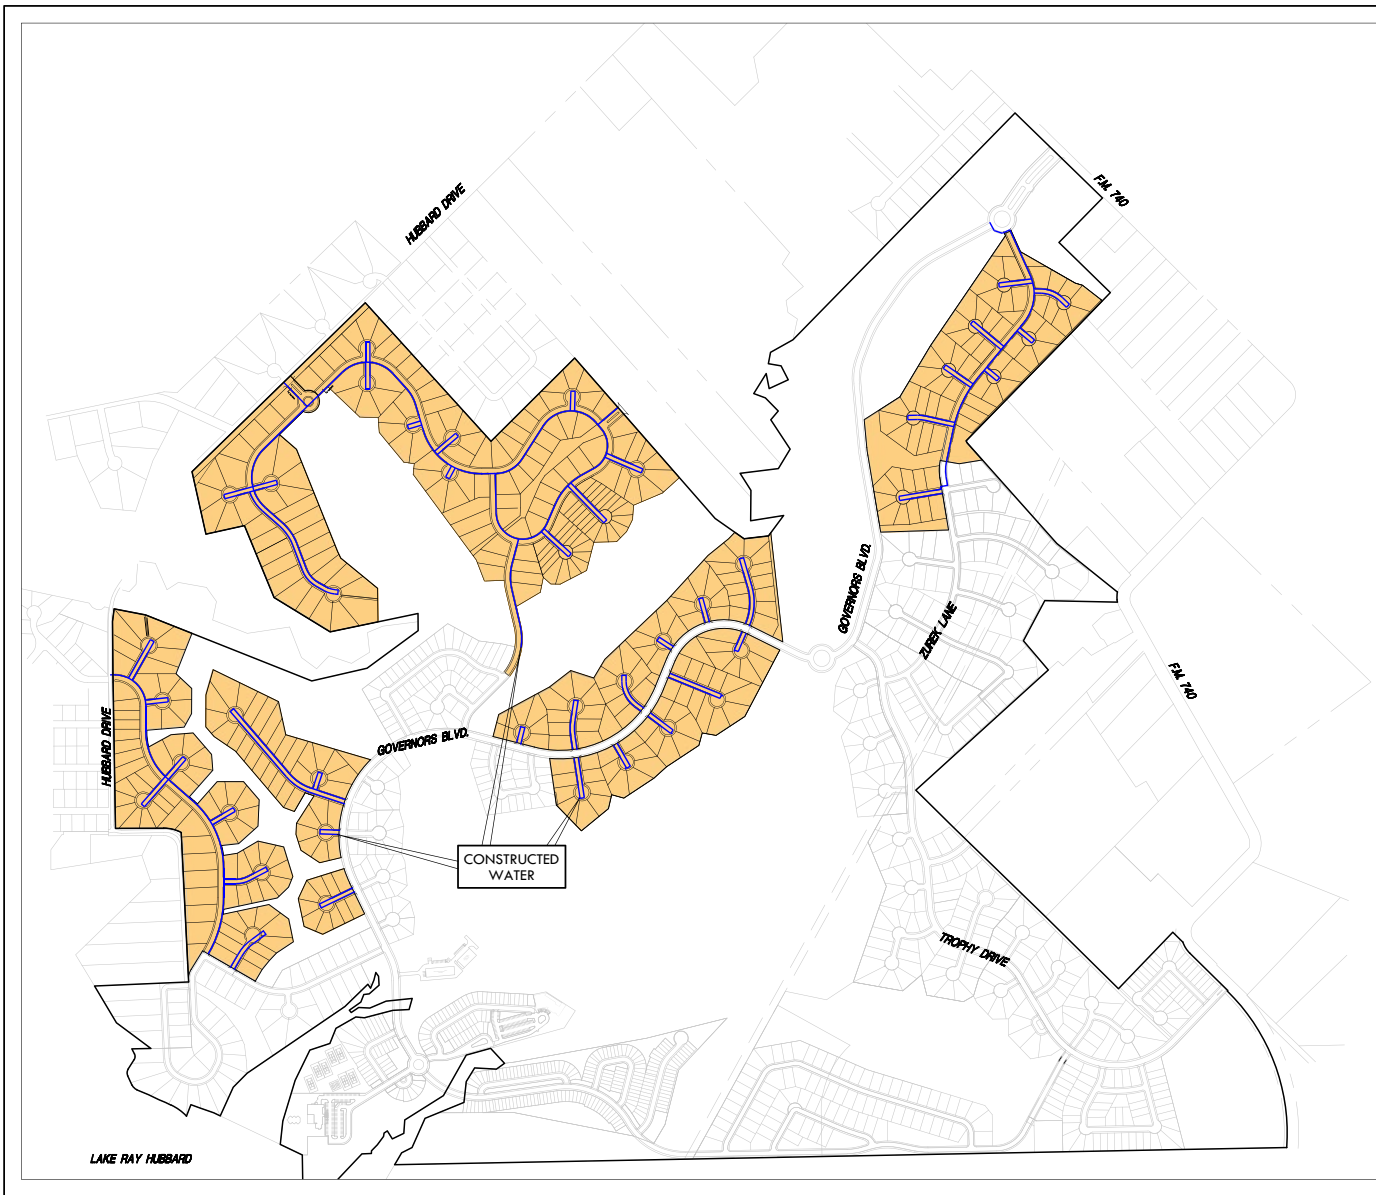 F.M. 740
HUBBARD DRIVE
GOVERNORS BLVD.
ZUREK LANE
F.M. 740
HUBBARD DRIVE
GOVERNORS BLVD.
CONSTRUCTED
WATER
TROPHY DRIVE
LAKE RAY HUBBARD